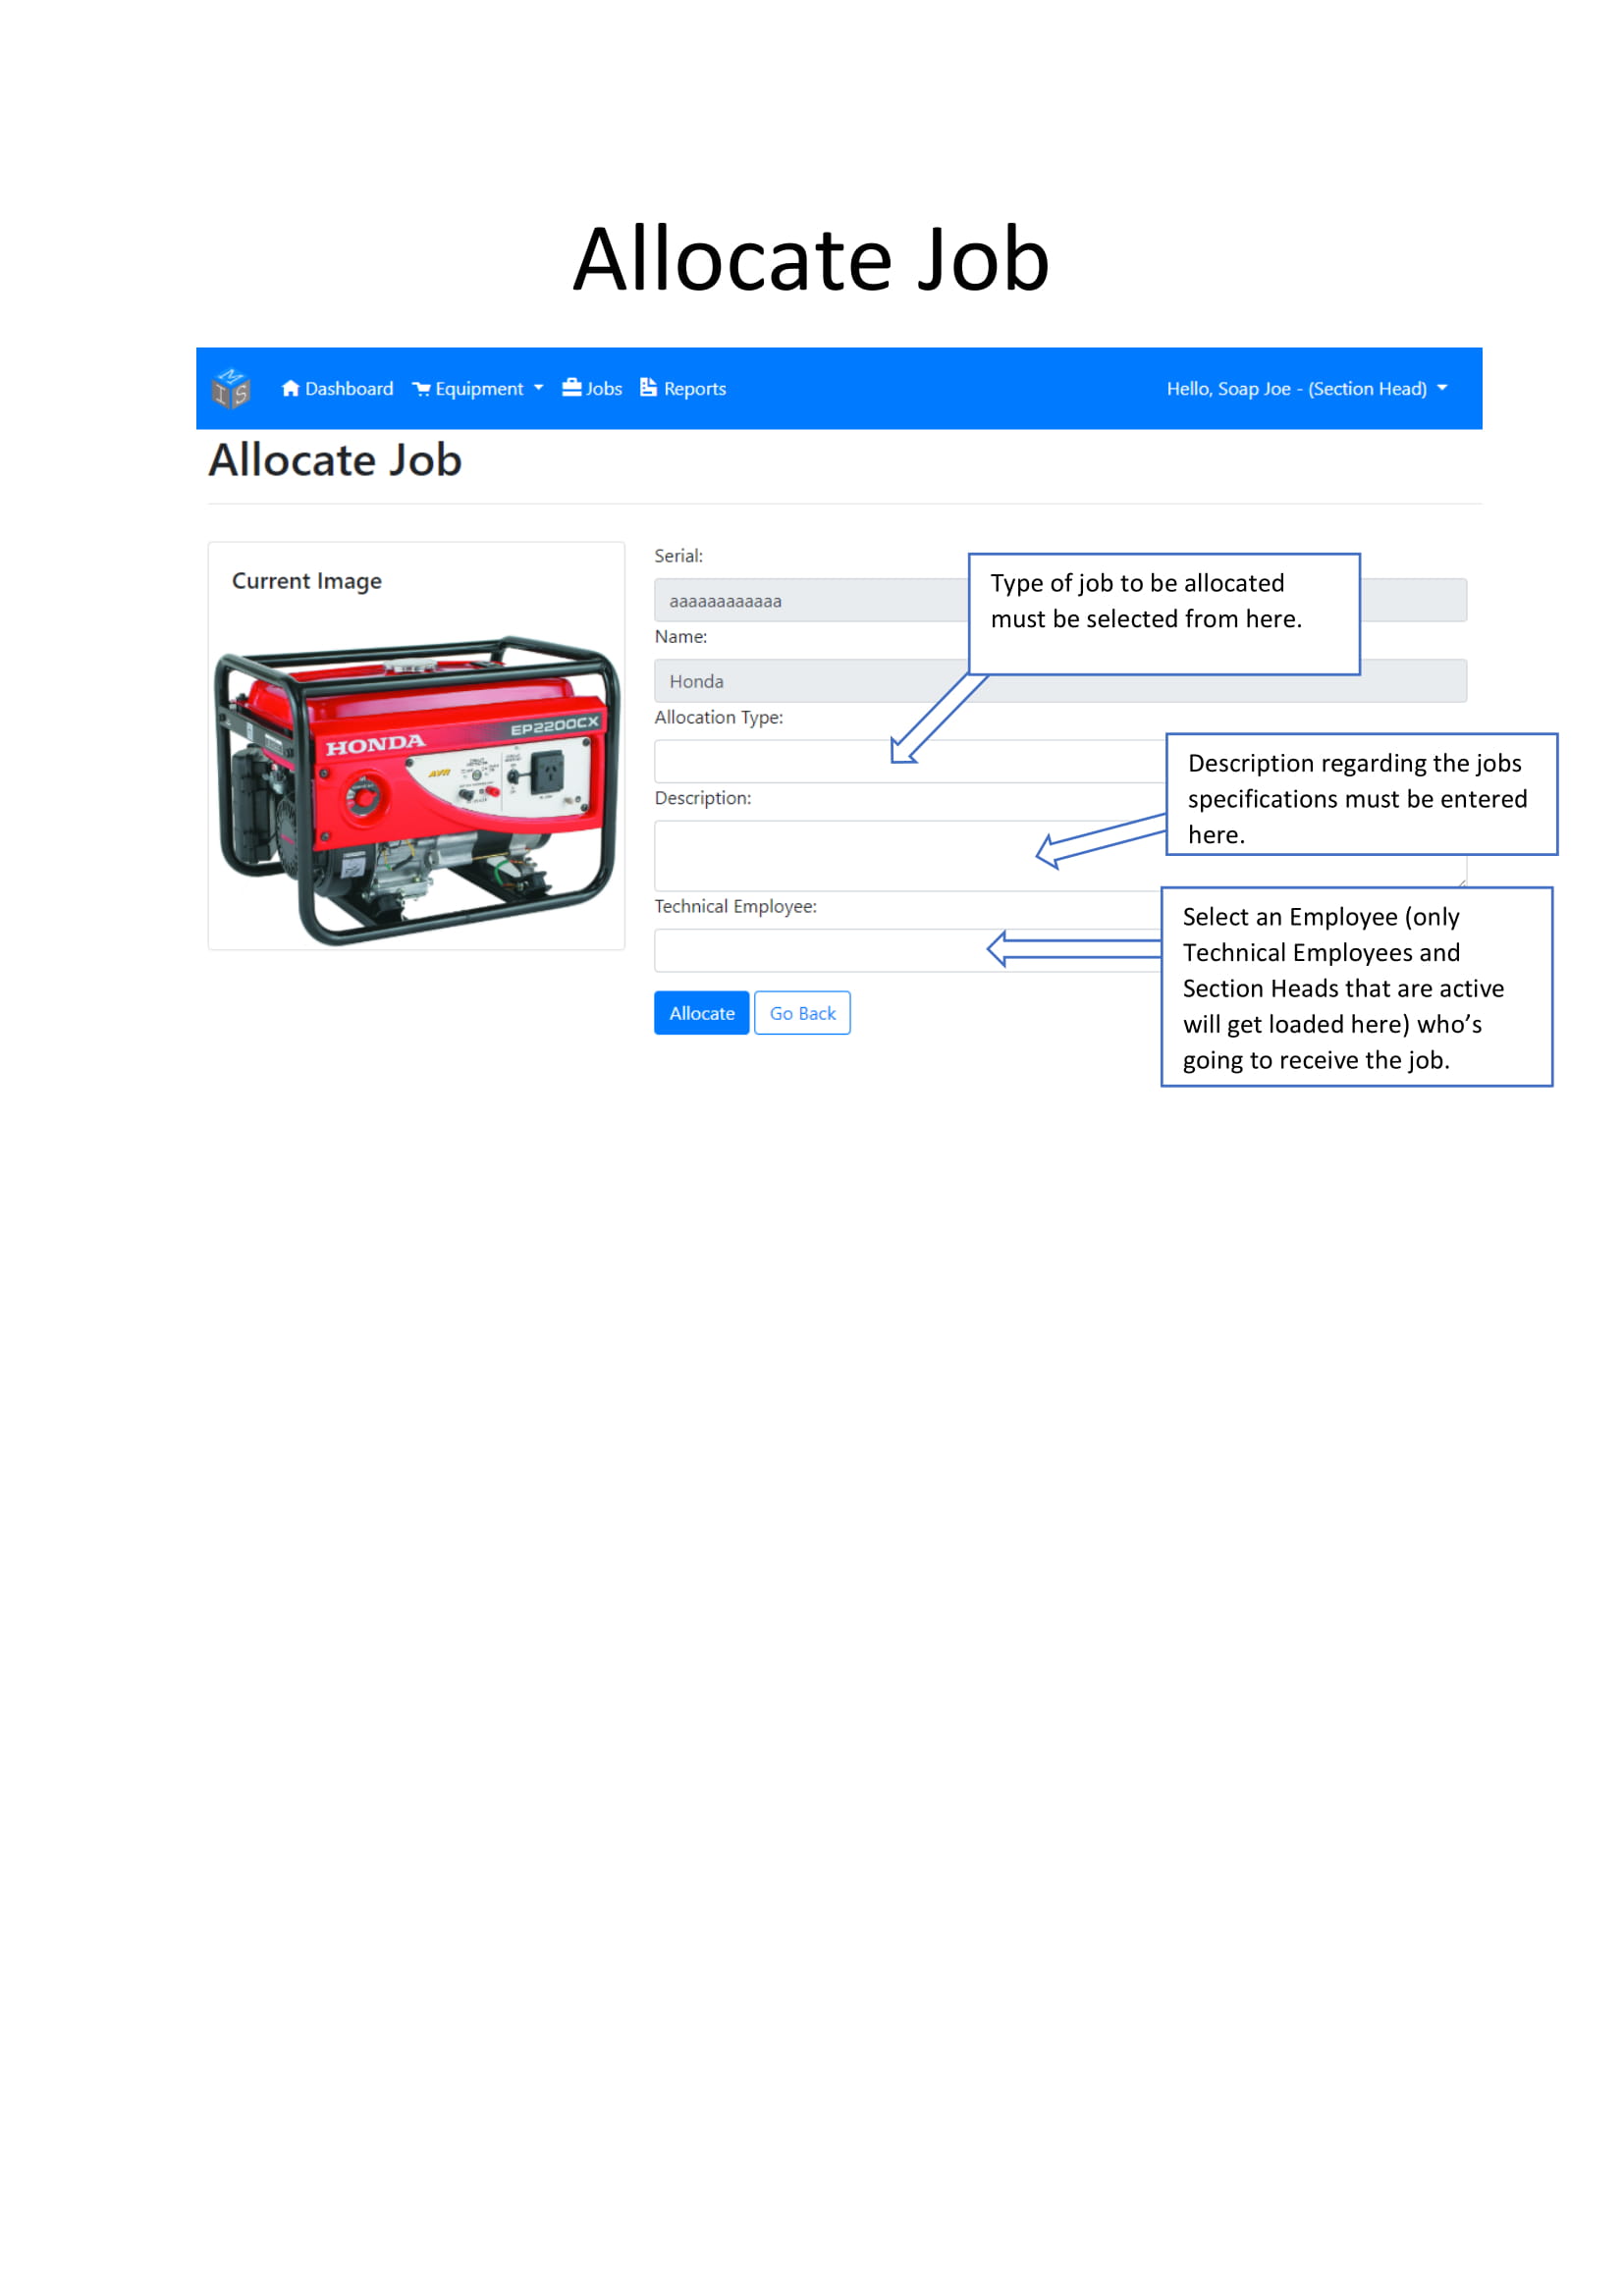 Allocate Job
MIS
Dashboard Equipment Jobs Reports Hello, Soap Joe - (Section Head)
Allocate Job
Current Image
HONDA
EP2200CX
AVR
Serial:
aaaaaaaaaaaa
Name:
Honda
Allocation Type:
Description:
Technical Employee:
Allocate Go Back
Type of job to be allocated
must be selected from here.
Description regarding the jobs
specifications must be entered
here.
Select an Employee (only
Technical Employees and
Section Heads that are active
will get loaded here) who’s
going to receive the job.